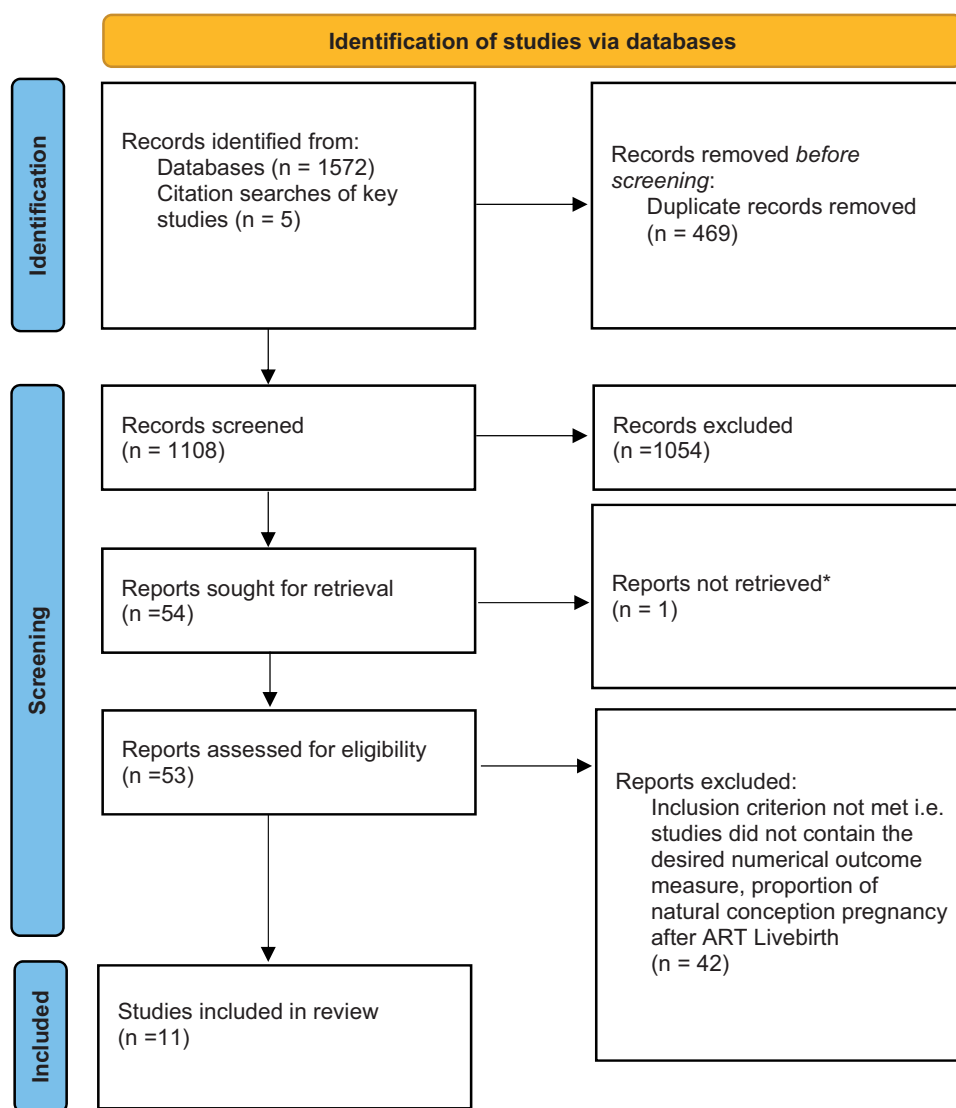 Identification of studies via databases
Identification
Records identified from:
Databases (n = 1572)
Citation searches of key
studies (n = 5)
Records removed before
screening:
Duplicate records removed
(n = 469)
Screening
Records screened
(n = 1108)
Records excluded
(n =1054)
Reports sought for retrieval
(n =54)
Reports not retrieved*
(n = 1)
Reports assessed for eligibility
(n =53)
Reports excluded:
Inclusion criterion not met i.e.
studies did not contain the
desired numerical outcome
measure, proportion of
natural conception pregnancy
after ART Livebirth
(n = 42)
Included
Studies included in review
(n =11)